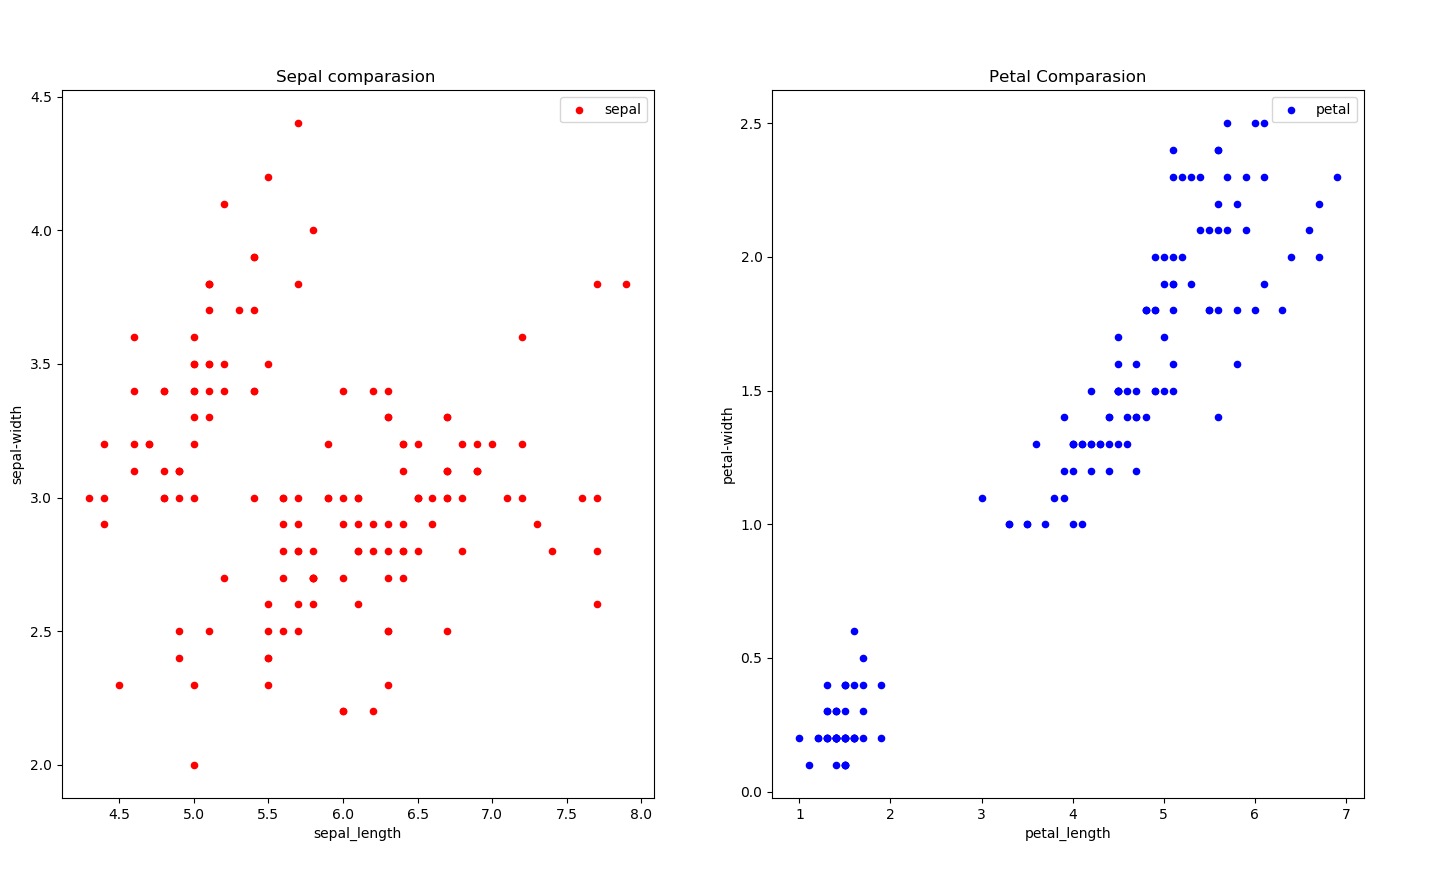 Sepal comparasion
sepal
4.5
4.0
3.5
3.0
2.5
2.0
sepal-width
4.5 5.0 5.5 6.0 6.5 7.0 7.5 8.0
sepal_length
Petal Comparasion
petal
2.5
2.0
1.5
1.0
0.5
0.0
petal-width
1 2 3 4 5 6 7
petal_length